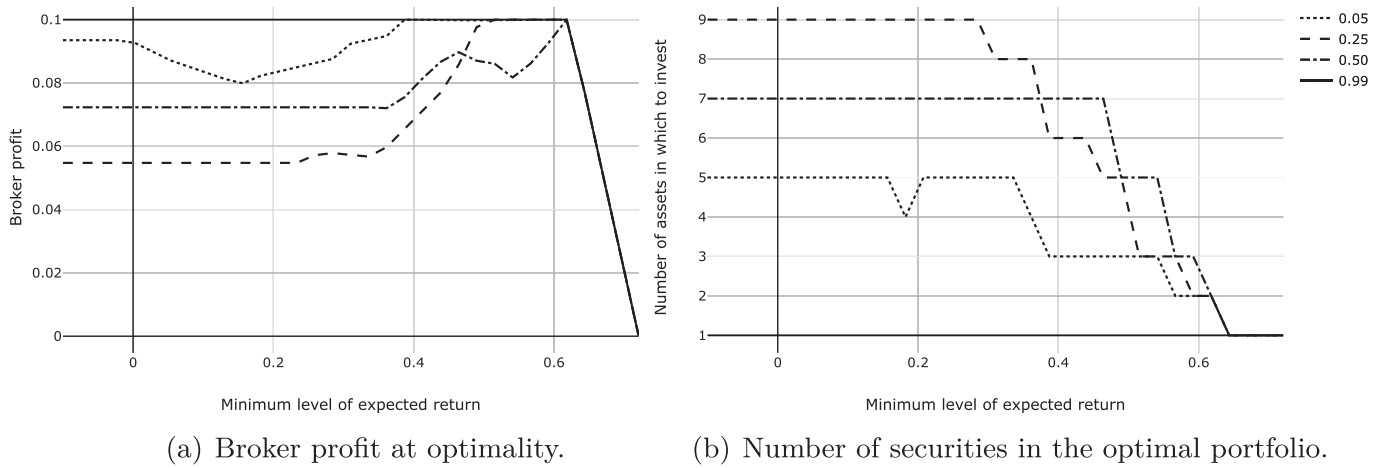 0.1
0.08
0.06
0.04
0.02
0
Broker profit
0 0.2 0.4 0.6
Minimum level of expected return
9
8
7
6
5
4
3
2
1
Number of assets in which to invest
0 0.2 0.4 0.6
Minimum level of expected return
0.05
0.25
0.50
0.99
(a) Broker profit at optimality.
(b) Number of securities in the optimal portfolio.